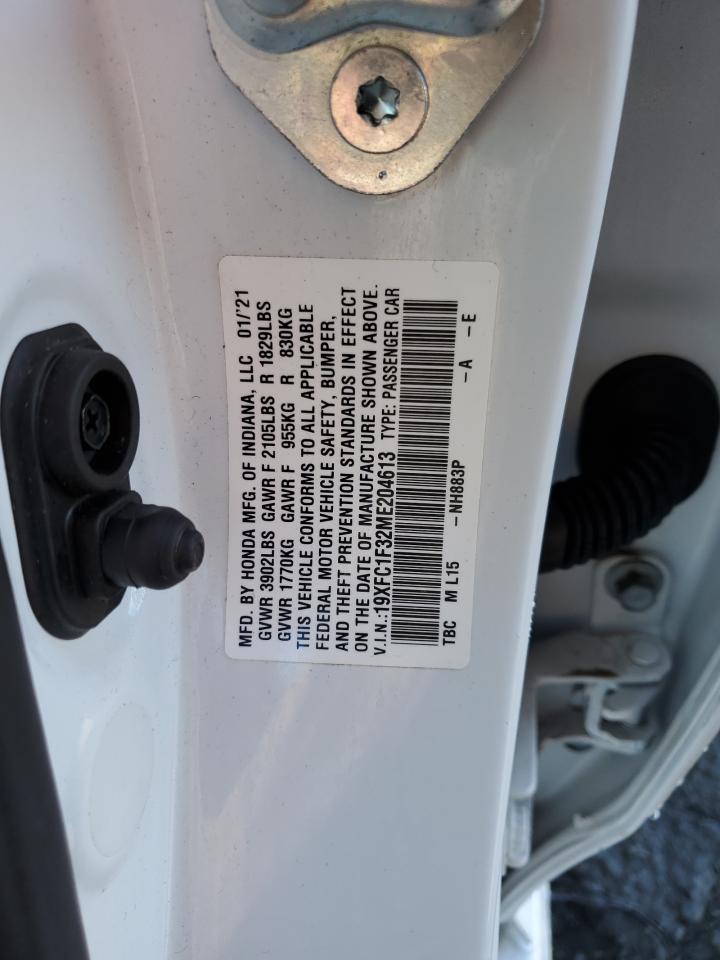 MFD. BY HONDA MFG. OF INDIANA, LLC 01/'21
GVWR 3902LBS GAWR F 2105LBS R 1829LBS
GVWR 1770KG GAWR F 955KG R 830KG
THIS VEHICLE CONFORMS TO ALL APPLICABLE
FEDERAL MOTOR VEHICLE SAFETY, BUMPER,
AND THEFT PREVENTION STANDARDS IN EFFECT
ON THE DATE OF MANUFACTURE SHOWN ABOVE.
V.I.N.:19XFC1F32ME204613 TYPE: PASSENGER CAR
TBC M L15 -NH883P -A -E